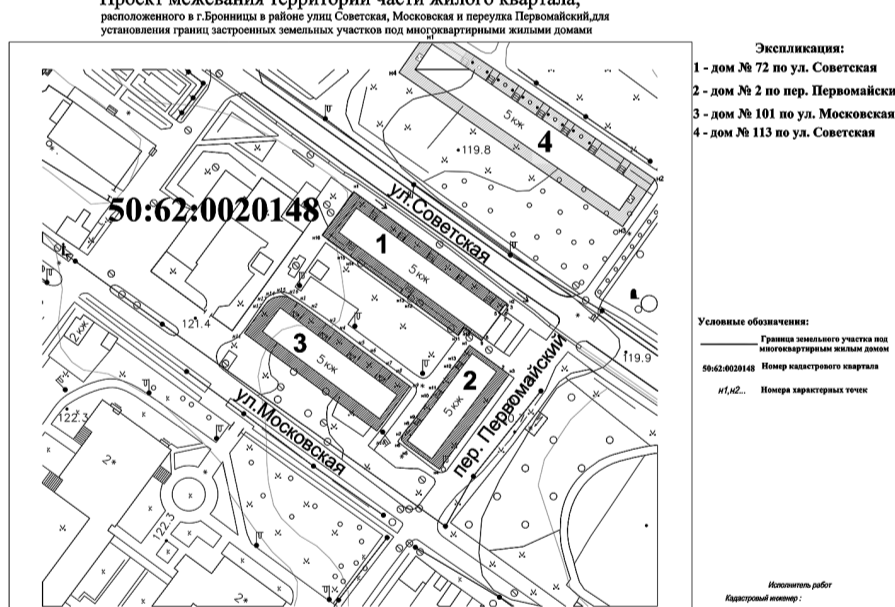 Проект межевания территории части жилого квартала,
расположенного в г.Бронницы в районе улиц Советская, Московская и переулка Первомайский,для
установления границ застроенных земельных участков под многоквартирными жилыми домами
Экспликация:
1 - дом № 72 по ул. Советская
2 - дом № 2 по пер. Первомайски
3 - дом № 101 по ул. Московская
4 - дом № 113 по ул. Советская
5кж
4
119.8
50:62:0020148
ул.Советская
1
5кж
121.4
2кж
3
5кж
119.9
2
5кж
пер. Первомайский
ул.Московская
122.3
2*
122.3
2*
Условные обозначения:
Граница земельного участка под
многоквартирным жилым домом
50:62:0020148 Номер кадастрового квартала
н1,н2... Номера характерных точек
Исполнитель работ
Кадастровый инженер :